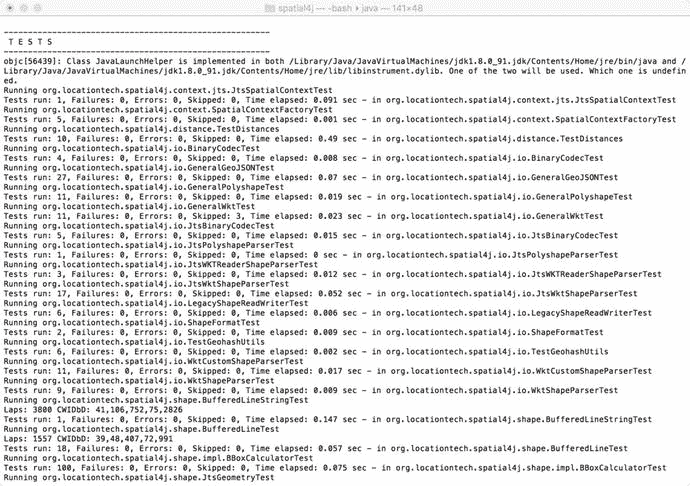 spatial4j — -bash ▸ java — 141×48
-------------------------------------------------------
T E S T S
-------------------------------------------------------
objc[56439]: Class JavaLaunchHelper is implemented in both /Library/Java/JavaVirtualMachines/jdk1.8.0_91.jdk/Contents/Home/bin/java and /
Library/Java/JavaVirtualMachines/jdk1.8.0_91.jdk/Contents/Home/jre/lib/libinstrument.dylib. One of the two will be used. Which one is undefin
ed.
Running org.locationtech.spatial4j.context.JtsSpatialContextTest
Tests run: 1, Failures: 0, Errors: 0, Skipped: 0, Time elapsed: 0.091 sec - in org.locationtech.spatial4j.context.jts.JtsSpatialContextTest
Running org.locationtech.spatial4j.context.SpatialContextFactoryTest
Tests run: 5, Failures: 0, Errors: 0, Skipped: 0, Time elapsed: 0.001 sec - in org.locationtech.spatial4j.context.SpatialContextFactoryTest
Running org.locationtech.spatial4j.distance.TestDistances
Tests run: 10, Failures: 0, Errors: 0, Skipped: 0, Time elapsed: 0.49 sec - in org.locationtech.spatial4j.distance.TestDistances
Running org.locationtech.spatial4j.io.BinaryCodecTest
Tests run: 4, Failures: 0, Errors: 0, Skipped: 0, Time elapsed: 0.008 sec - in org.locationtech.spatial4j.io.BinaryCodecTest
Running org.locationtech.spatial4j.io.GeneralGeoJSONTest
Tests run: 27, Failures: 0, Errors: 0, Skipped: 0, Time elapsed: 0.07 sec - in org.locationtech.spatial4j.io.GeneralGeoJSONTest
Running org.locationtech.spatial4j.io.GeneralPolyshapeTest
Tests run: 11, Failures: 0, Errors: 0, Skipped: 0, Time elapsed: 0.019 sec - in org.locationtech.spatial4j.io.GeneralPolyshapeTest
Running org.locationtech.spatial4j.io.GeneralWktTest
Tests run: 11, Failures: 0, Errors: 0, Skipped: 3, Time elapsed: 0.023 sec - in org.locationtech.spatial4j.io.GeneralWktTest
Running org.locationtech.spatial4j.io.JtsBinaryCodecTest
Tests run: 5, Failures: 0, Errors: 0, Skipped: 0, Time elapsed: 0.015 sec - in org.locationtech.spatial4j.io.JtsBinaryCodecTest
Running org.locationtech.spatial4j.io.JtsPolyshapeParserTest
Tests run: 1, Failures: 0, Errors: 0, Skipped: 0, Time elapsed: 0 sec - in org.locationtech.spatial4j.io.JtsPolyshapeParserTest
Running org.locationtech.spatial4j.io.JtsWKTReaderShapeParserTest
Tests run: 3, Failures: 0, Errors: 0, Skipped: 0, Time elapsed: 0.012 sec - in org.locationtech.spatial4j.io.JtsWKTReaderShapeParserTest
Running org.locationtech.spatial4j.io.JtsWktShapeParserTest
Tests run: 17, Failures: 0, Errors: 0, Skipped: 0, Time elapsed: 0.052 sec - in org.locationtech.spatial4j.io.JtsWktShapeParserTest
Running org.locationtech.spatial4j.io.LegacyShapeReadWriterTest
Tests run: 6, Failures: 0, Errors: 0, Skipped: 0, Time elapsed: 0.006 sec - in org.locationtech.spatial4j.io.LegacyShapeReadWriterTest
Running org.locationtech.spatial4j.io.ShapeFormatTest
Tests run: 2, Failures: 0, Errors: 0, Skipped: 0, Time elapsed: 0.009 sec - in org.locationtech.spatial4j.io.ShapeFormatTest
Running org.locationtech.spatial4j.io.TestGeohashUtils
Tests run: 6, Failures: 0, Errors: 0, Skipped: 0, Time elapsed: 0.002 sec - in org.locationtech.spatial4j.io.TestGeohashUtils
Running org.locationtech.spatial4j.io.WktCustomShapeParserTest
Tests run: 11, Failures: 0, Errors: 0, Skipped: 0, Time elapsed: 0.017 sec - in org.locationtech.spatial4j.io.WktCustomShapeParserTest
Running org.locationtech.spatial4j.io.WktShapeParserTest
Tests run: 9, Failures: 0, Errors: 0, Skipped: 0, Time elapsed: 0.009 sec - in org.locationtech.spatial4j.io.WktShapeParserTest
Running org.locationtech.spatial4j.shape.BufferedLineStringTest
Laps: 3800 CWIDbD: 41,106,752,75,2826
Tests run: 1, Failures: 0, Errors: 0, Skipped: 0, Time elapsed: 0.147 sec - in org.locationtech.spatial4j.shape.BufferedLineStringTest
Running org.locationtech.spatial4j.shape.BufferedLineTest
Laps: 1557 CWIDbD: 39,48,407,72,991
Tests run: 18, Failures: 0, Errors: 0, Skipped: 0, Time elapsed: 0.057 sec - in org.locationtech.spatial4j.shape.BufferedLineTest
Running org.locationtech.spatial4j.shape.impl.BBoxCalculatorTest
Tests run: 100, Failures: 0, Errors: 0, Skipped: 0, Time elapsed: 0.075 sec - in org.locationtech.spatial4j.shape.impl.BBoxCalculatorTest
Running org.locationtech.spatial4j.shape.JtsGeometryTest